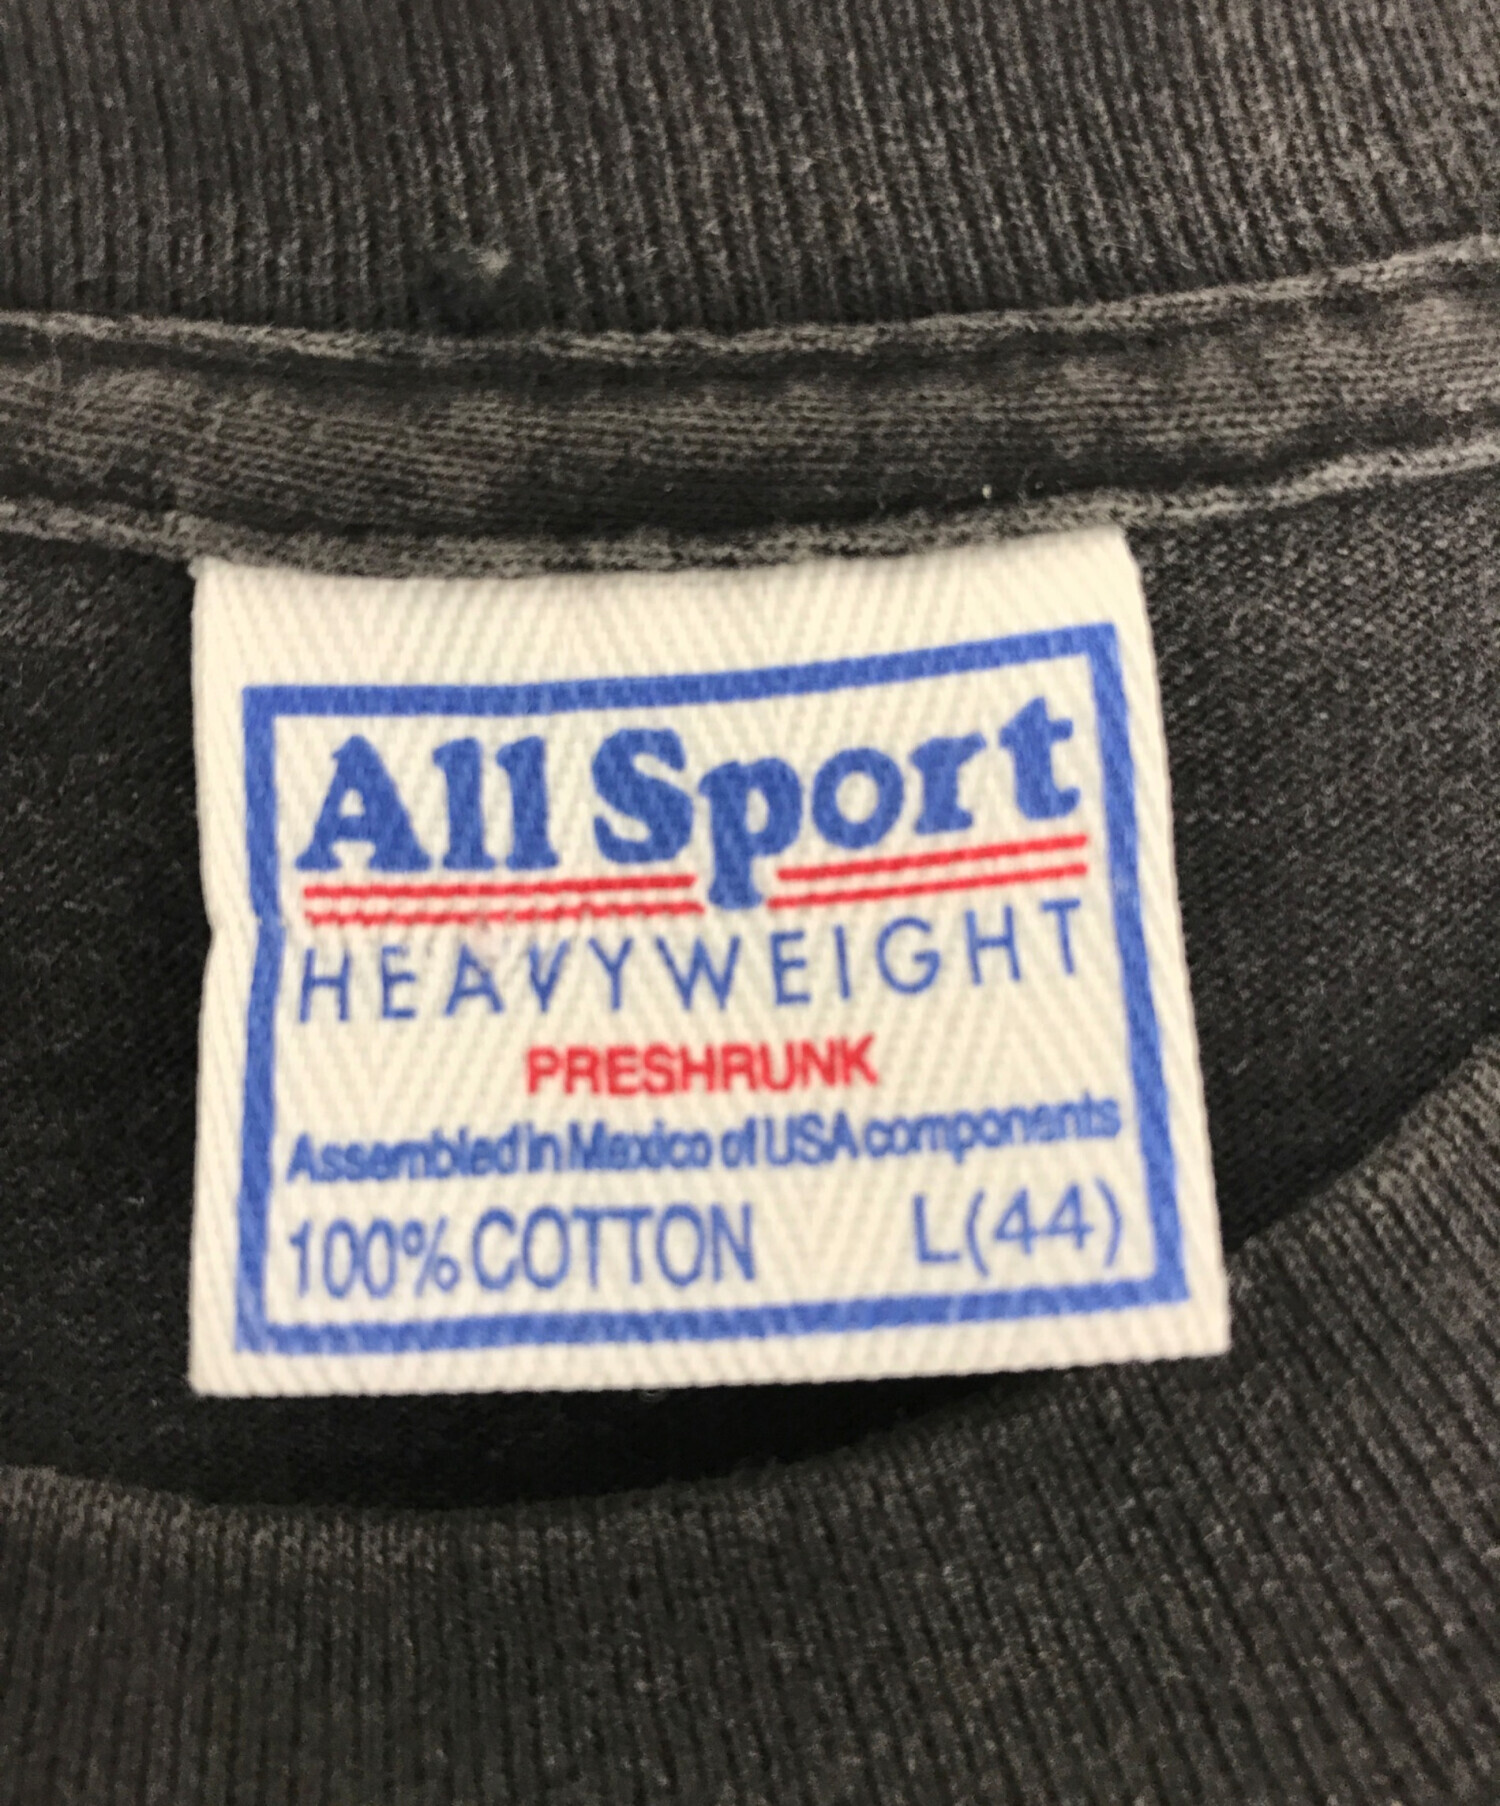 All Sport
HEAVYWEIGHT
PRESHRUNK
Assembled in Mexico of USA components
100% COTTON L(44)